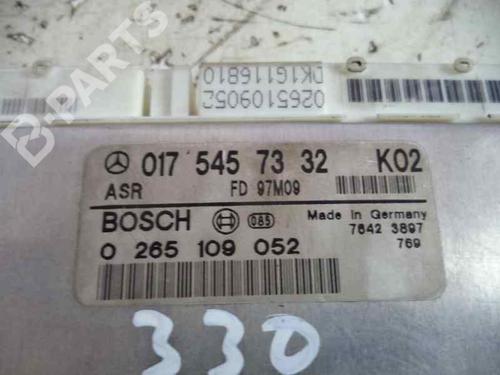 0265109052
DK1G116810
017 545 73 32 K02
ASR FD 97M09
BOSCH 085 Made in Germany
7642 3897
0 265 109 052 769
330
B-PARTS